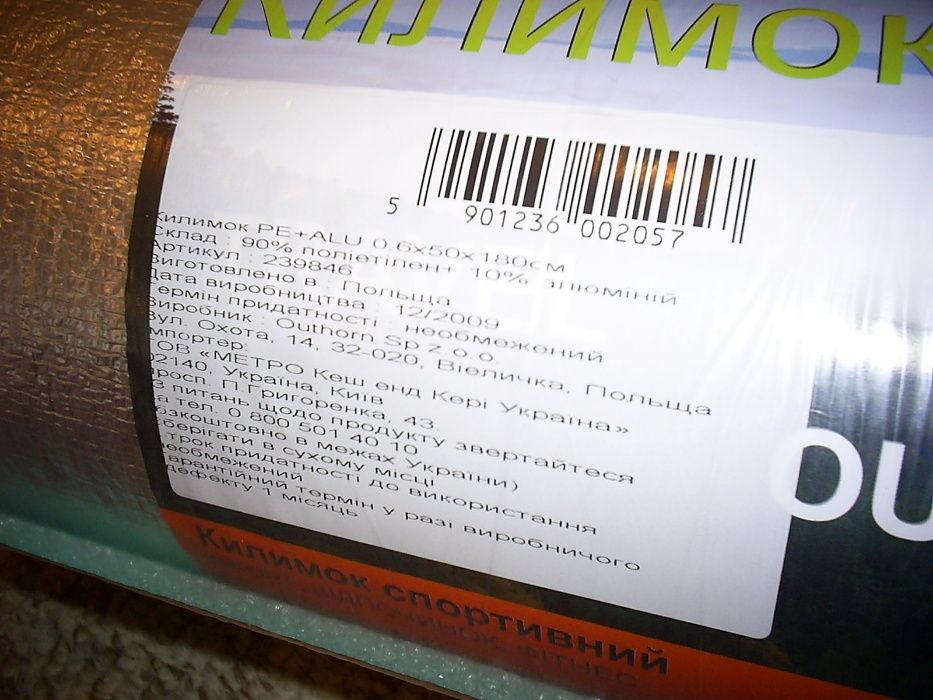 КИЛИМОК
5 901236 002057
Килимок PE+ALU 0.6x50x180см
Склад : 90% поліетілен+ 10% алюміній
Артикул : 239846
Виготовлено в : Польща
Дата виробництва : 12/2009
Термін придатності : необмежений
Виробник : Outhorn Sp Z.o.o.
Вул. Охота, 14, 32-020, Віеличка, Польща
Імпортер:
ТОВ «МЕТРО Кеш енд Кері Україна»
02140, Україна, Київ
просп. П.Григоренка, 43
З питань щодо продукту звертайтеся
за тел. 0 800 501 40 10
безкоштовно в межах України)
Зберігати в сухому місці
Строк придатності до використання
необмежений
Гарантійний термін у разі виробничого
дефекту 1 місяць
OU
Килимок спортивний
ВІДПОЧИНОК ФІТНЕС